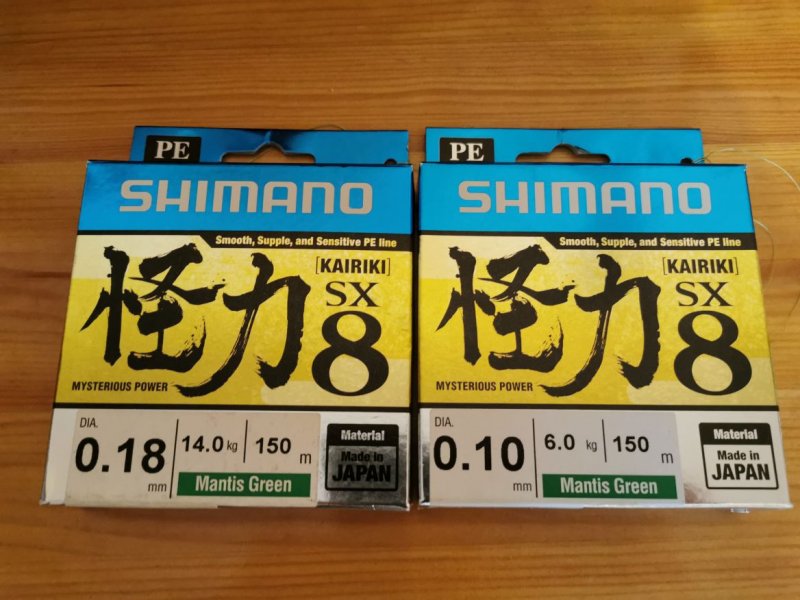 PE
SHIMANO
Smooth, Supple, and Sensitive PE line
怪力
[KAIRIKI]
SX
8
MYSTERIOUS POWER
DIA.
0.18 mm
14.0 kg
150 m
Mantis Green
Material
Made in
JAPAN
PE
SHIMANO
Smooth, Supple, and Sensitive PE line
怪力
[KAIRIKI]
SX
8
MYSTERIOUS POWER
DIA.
0.10 mm
6.0 kg
150 m
Mantis Green
Material
Made in
JAPAN